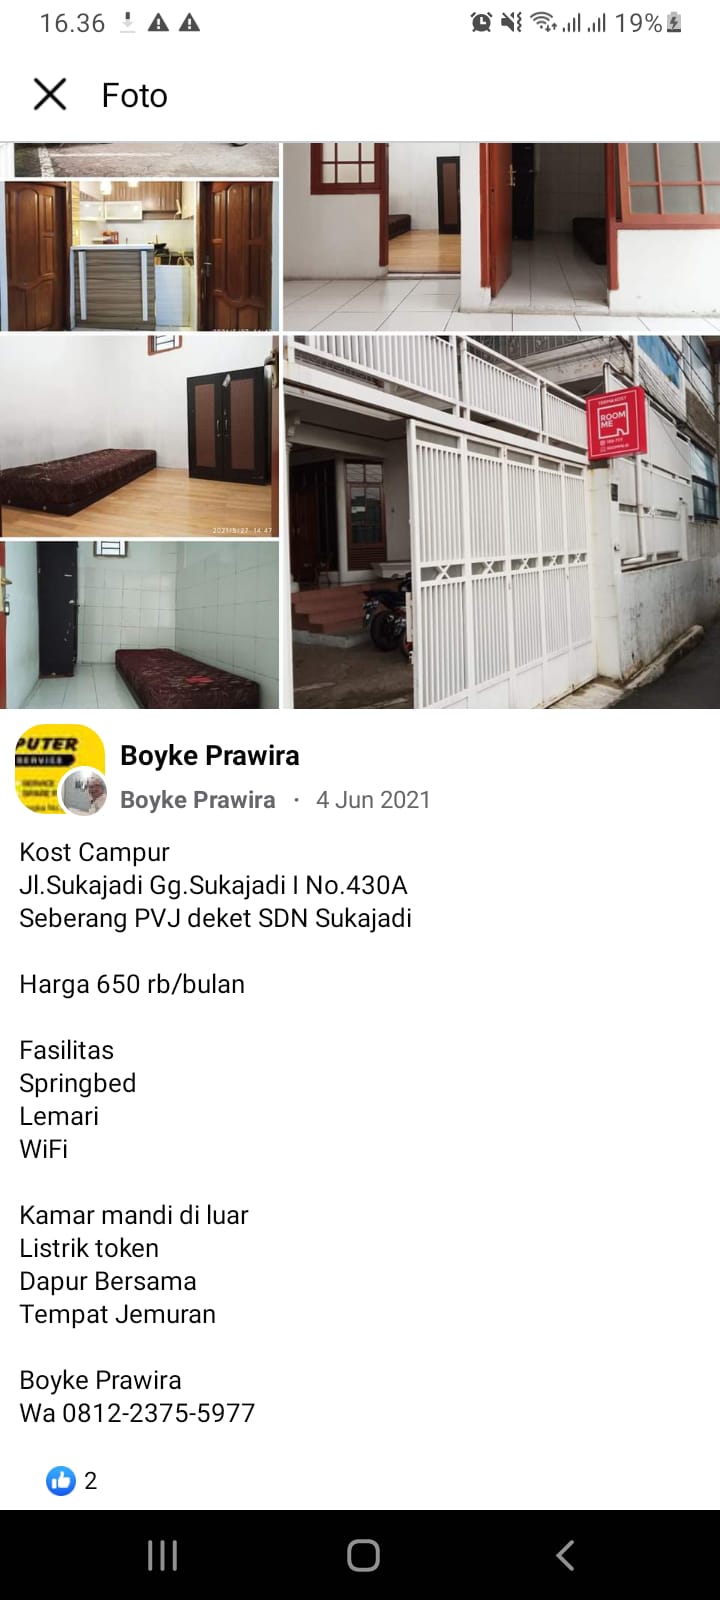 16.36
19%
Foto
2021/5/27 14:47
ROOM
ME
PUTER
SERVICE
Boyke Prawira
Boyke Prawira · 4 Jun 2021
Kost Campur
Jl.Sukajadi Gg.Sukajadi I No.430A
Seberang PVJ deket SDN Sukajadi
Harga 650 rb/bulan
Fasilitas
Springbed
Lemari
WiFi
Kamar mandi di luar
Listrik token
Dapur Bersama
Tempat Jemuran
Boyke Prawira
Wa 0812-2375-5977
2